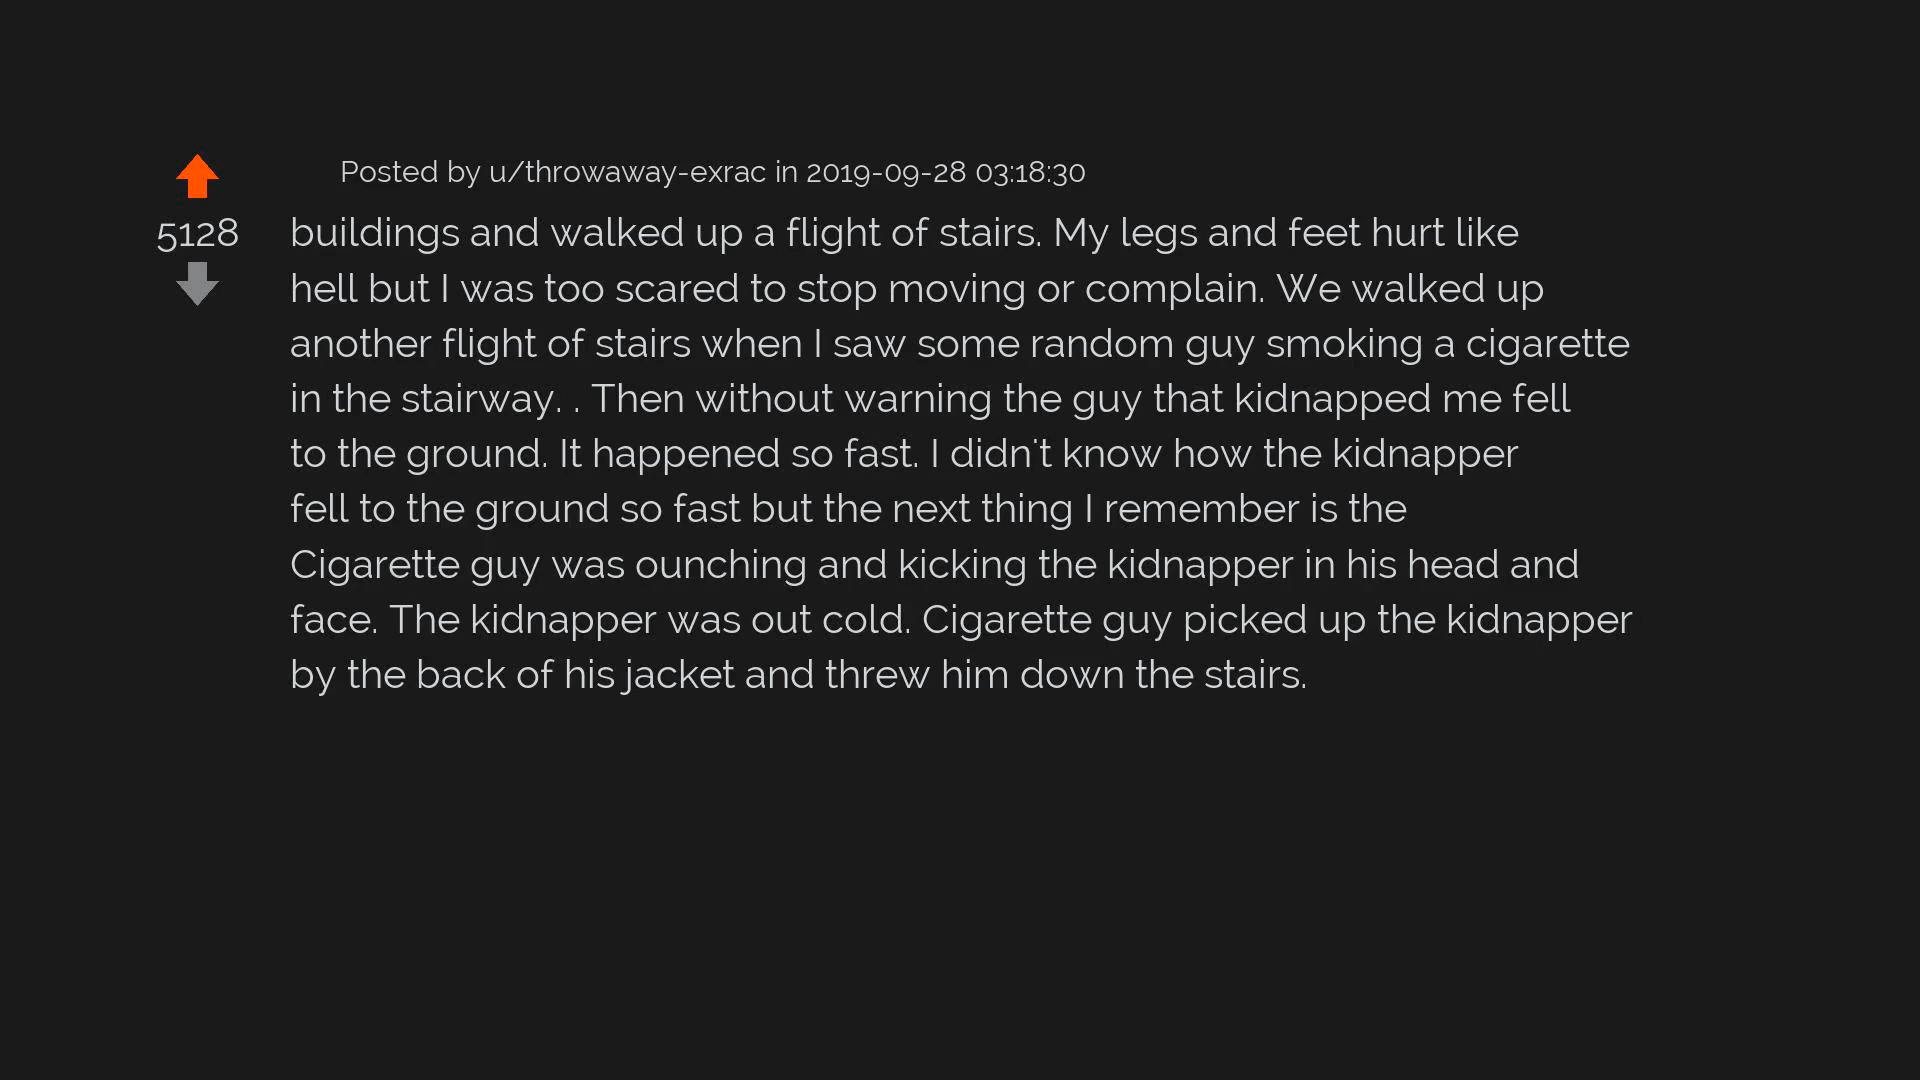 Posted by u/throwaway-exrac in 2019-09-28 03:18:30
5128
buildings and walked up a flight of stairs. My legs and feet hurt like
hell but I was too scared to stop moving or complain. We walked up
another flight of stairs when I saw some random guy smoking a cigarette
in the stairway. . Then without warning the guy that kidnapped me fell
to the ground. It happened so fast. I didn't know how the kidnapper
fell to the ground so fast but the next thing I remember is the
Cigarette guy was ounching and kicking the kidnapper in his head and
face. The kidnapper was out cold. Cigarette guy picked up the kidnapper
by the back of his jacket and threw him down the stairs.